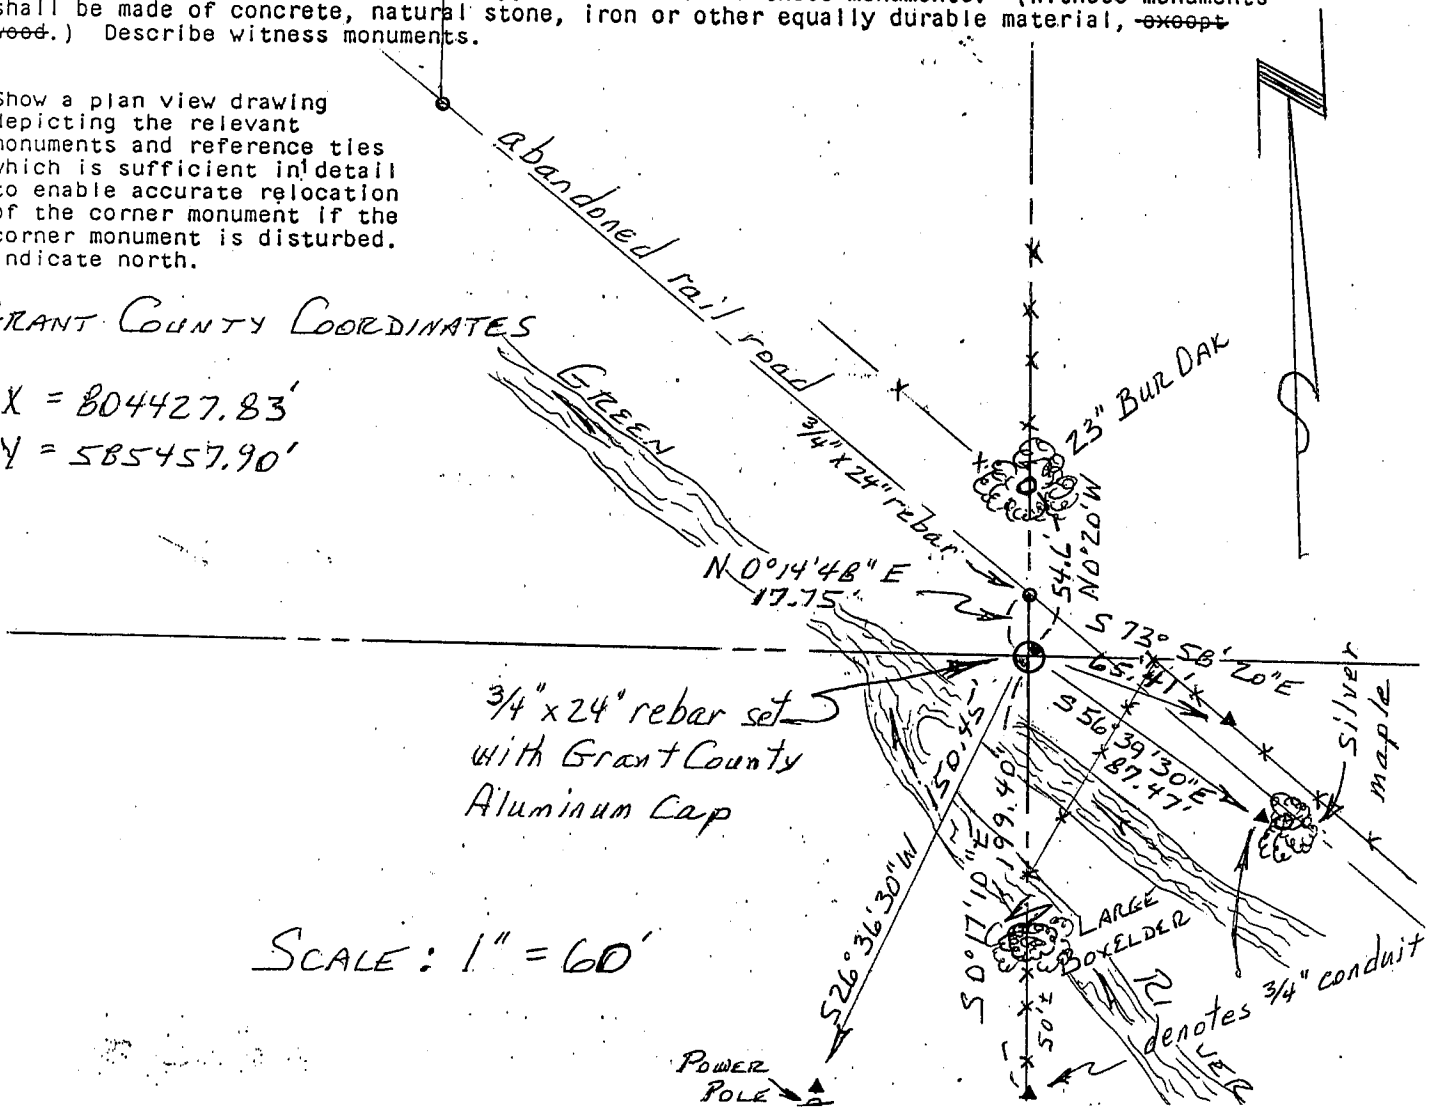 shall be made of concrete, natural stone, iron or other equally durable material, except
wood.) Describe witness monuments.
Show a plan view drawing
depicting the relevant
monuments and reference ties
which is sufficient in detail
to enable accurate relocation
of the corner monument if the
corner monument is disturbed.
Indicate north.
GRANT COUNTY COORDINATES
X = 804427.83'
Y = 585457.90'
abandoned rail road
GREEN
3/4" x 24" rebar
23" BUR OAK
54.6'
N 0°20' W
N 0°14'48" E
17.75'
S 73° 58' 20" E
65.41'
S 56°39'30" E
87.47'
silver
maple
3/4" x 24" rebar set
with Grant County
Aluminum Cap
150.45'
S 26°36'30" W
199.40'
S 0°17'10" E
LARGE
BOXELDER
SCALE: 1" = 60'
50'±
RIVER
denotes 3/4" conduit
POWER
POLE